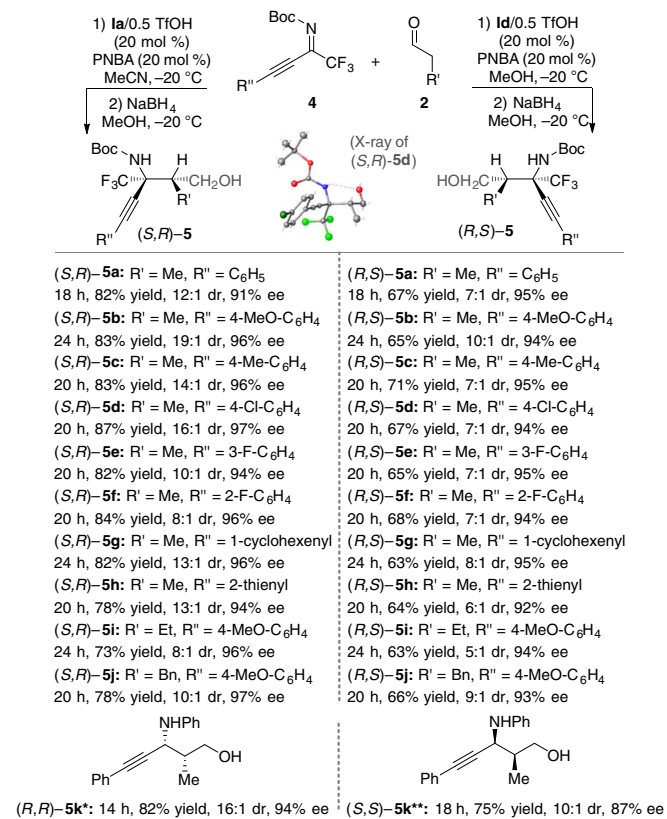 1) Ia/0.5 TfOH
(20 mol %)
PNBA (20 mol %)
MeCN, –20 °C
2) NaBH4
MeOH, –20 °C
BocN
CF3
R''
4
+
O
R'
2
1) Id/0.5 TfOH
(20 mol %)
PNBA (20 mol %)
MeOH, –20 °C
2) NaBH4
MeOH, –20 °C
Boc
NH
H
F3C
CH2OH
R'
R''
(S,R)–5
(X-ray of
(S,R)-5d)
H
HN
Boc
HOH2C
CF3
R'
R''
(R,S)–5
(S,R)–5a: R' = Me, R'' = C6H5
18 h, 82% yield, 12:1 dr, 91% ee
(S,R)–5b: R' = Me, R'' = 4-MeO-C6H4
24 h, 83% yield, 19:1 dr, 96% ee
(S,R)–5c: R' = Me, R'' = 4-Me-C6H4
20 h, 83% yield, 14:1 dr, 96% ee
(S,R)–5d: R' = Me, R'' = 4-Cl-C6H4
20 h, 87% yield, 16:1 dr, 97% ee
(S,R)–5e: R' = Me, R'' = 3-F-C6H4
20 h, 82% yield, 10:1 dr, 94% ee
(S,R)–5f: R' = Me, R'' = 2-F-C6H4
20 h, 84% yield, 8:1 dr, 96% ee
(S,R)–5g: R' = Me, R'' = 1-cyclohexenyl
24 h, 82% yield, 13:1 dr, 96% ee
(S,R)–5h: R' = Me, R'' = 2-thienyl
20 h, 78% yield, 13:1 dr, 94% ee
(S,R)–5i: R' = Et, R'' = 4-MeO-C6H4
24 h, 73% yield, 8:1 dr, 96% ee
(S,R)–5j: R' = Bn, R'' = 4-MeO-C6H4
20 h, 78% yield, 10:1 dr, 97% ee
(R,S)–5a: R' = Me, R'' = C6H5
18 h, 67% yield, 7:1 dr, 95% ee
(R,S)–5b: R' = Me, R'' = 4-MeO-C6H4
24 h, 65% yield, 10:1 dr, 94% ee
(R,S)–5c: R' = Me, R'' = 4-Me-C6H4
20 h, 71% yield, 7:1 dr, 95% ee
(R,S)–5d: R' = Me, R'' = 4-Cl-C6H4
20 h, 67% yield, 7:1 dr, 94% ee
(R,S)–5e: R' = Me, R'' = 3-F-C6H4
20 h, 65% yield, 7:1 dr, 95% ee
(R,S)–5f: R' = Me, R'' = 2-F-C6H4
20 h, 68% yield, 7:1 dr, 94% ee
(R,S)–5g: R' = Me, R'' = 1-cyclohexenyl
24 h, 63% yield, 8:1 dr, 95% ee
(R,S)–5h: R' = Me, R'' = 2-thienyl
20 h, 64% yield, 6:1 dr, 92% ee
(R,S)–5i: R' = Et, R'' = 4-MeO-C6H4
24 h, 63% yield, 5:1 dr, 94% ee
(R,S)–5j: R' = Bn, R'' = 4-MeO-C6H4
20 h, 66% yield, 9:1 dr, 93% ee
NHPh
OH
Ph
Me
(R,R)–5k*: 14 h, 82% yield, 16:1 dr, 94% ee
NHPh
OH
Ph
Me
(S,S)–5k**: 18 h, 75% yield, 10:1 dr, 87% ee